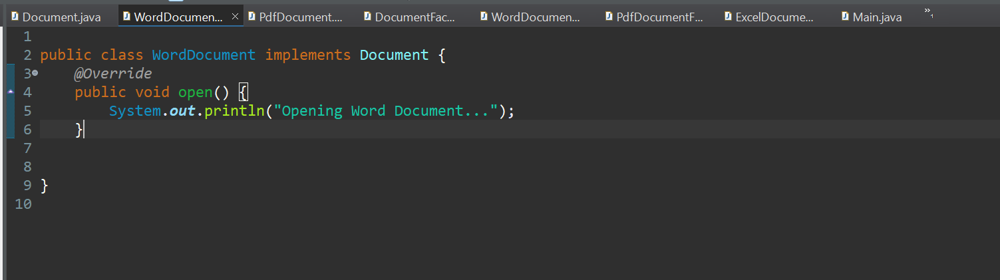 Document.java WordDocumen... × PdfDocument.... DocumentFac... WordDocumen... PdfDocumentF... ExcelDocume... Main.java »1
1
2 public class WordDocument implements Document {
3 @Override
4 public void open() {
5 System.out.println("Opening Word Document...");
6 }
7
8
9 }
10